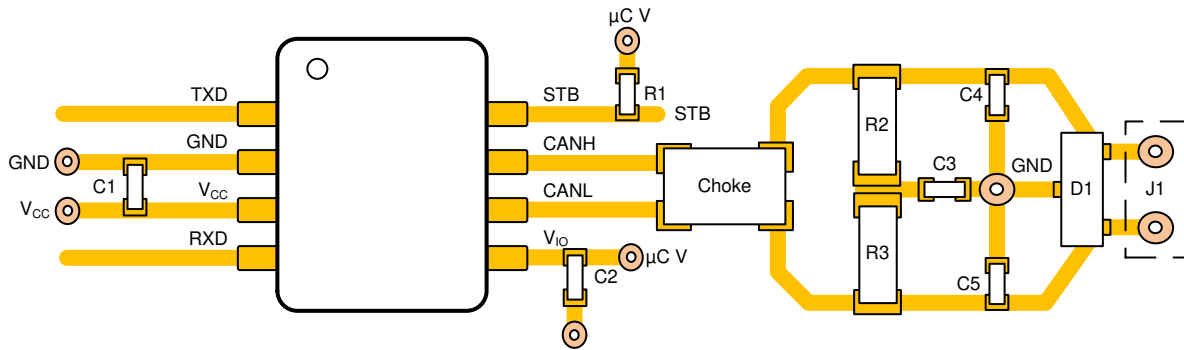 µC V
TXD
STB
R1
STB
GND
GND
CANH
C1
V_CC
V_CC
CANL
Choke
RXD
V_IO
µC V
C2
R2
R3
C3
C4
C5
GND
D1
J1